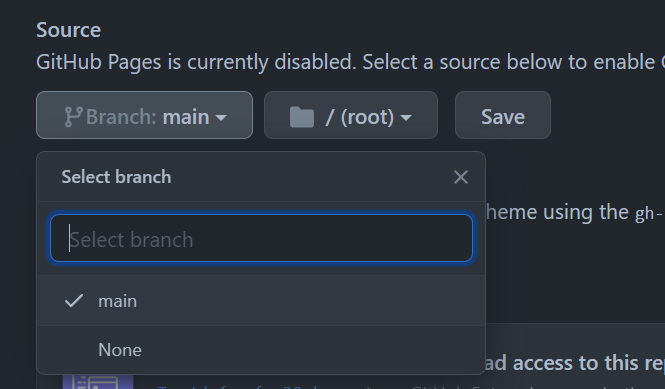 Source
GitHub Pages is currently disabled. Select a source below to enable
Branch: main
/ (root)
Save
Select branch
heme using the gh-
Select branch
main
None
ad access to this rep